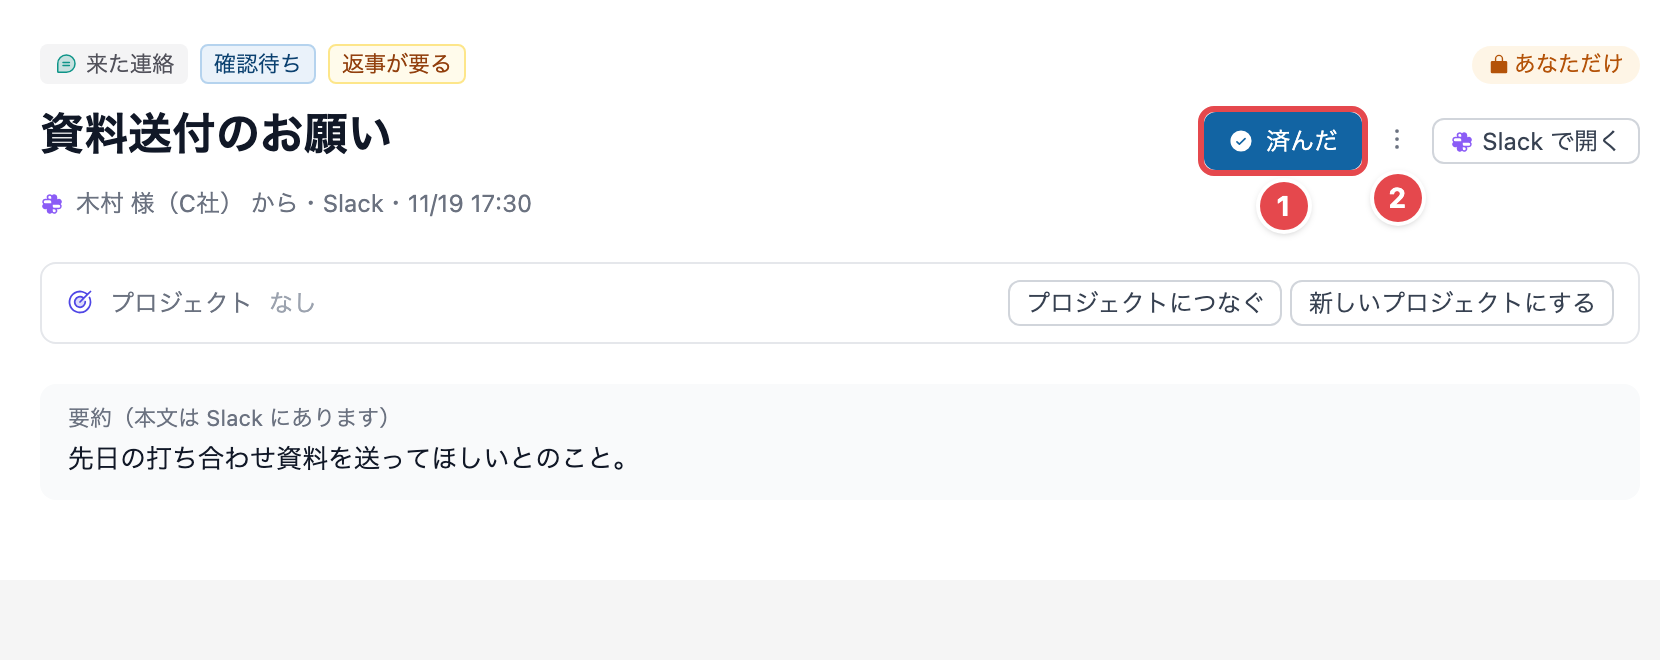 来た連絡 確認待ち 返事が要る あなただけ
資料送付のお願い
済んだ Slack で開く
1 2
木村 様（C社） から・Slack・11/19 17:30
プロジェクト なし プロジェクトにつなぐ 新しいプロジェクトにする
要約（本文は Slack にあります）
先日の打ち合わせ資料を送ってほしいとのこと。